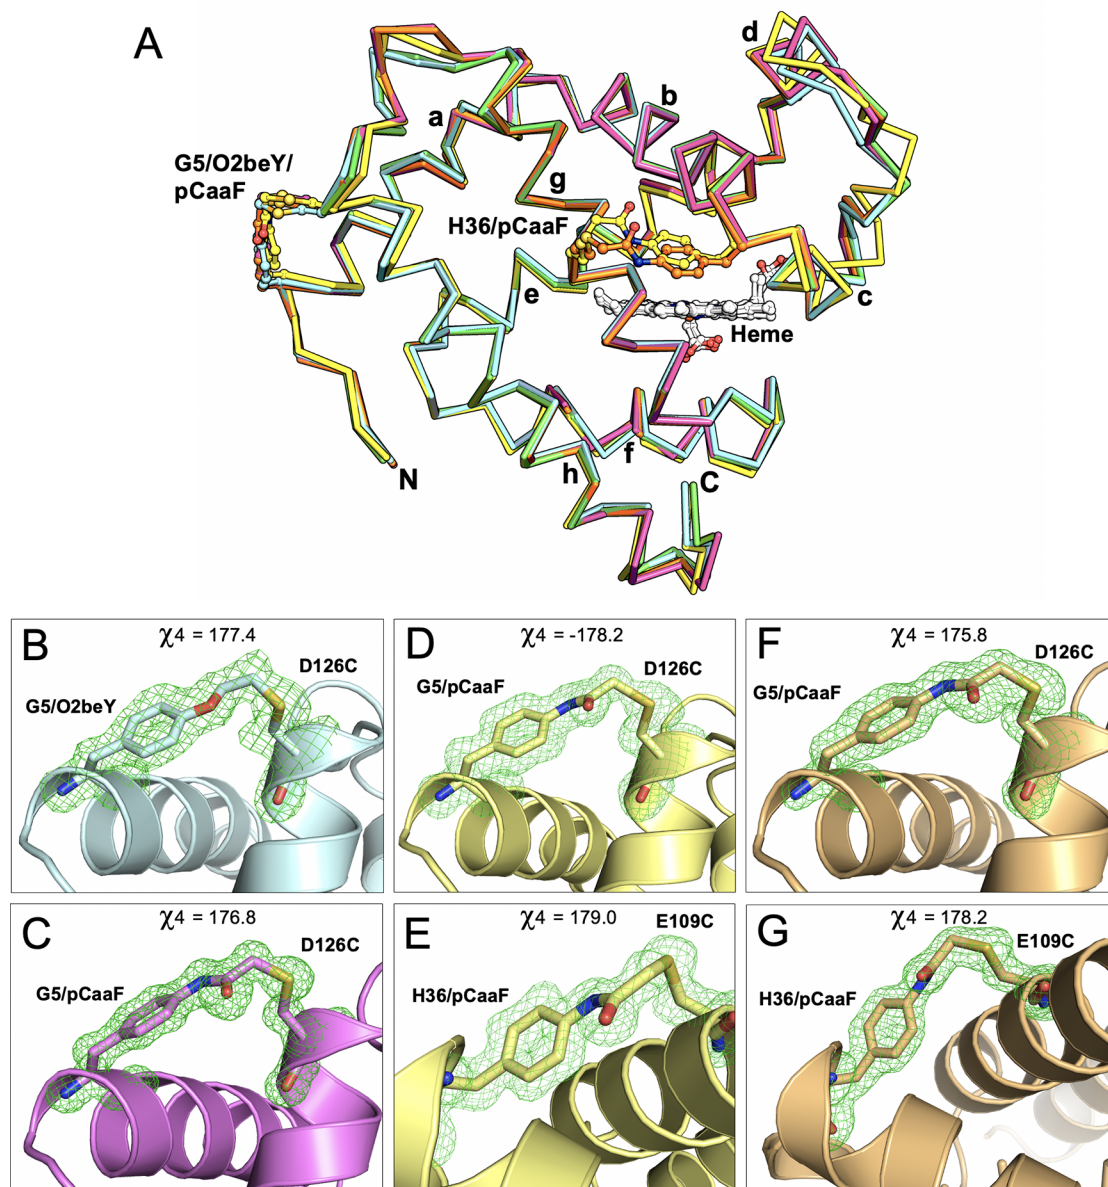 A
d
b
a
G5/O2beY/
pCaaF
g
H36/pCaaF
e
c
Heme
f
N
h
C
B
χ4 = 177.4
D126C
G5/O2beY
D
χ4 = -178.2
D126C
G5/pCaaF
F
χ4 = 175.8
D126C
G5/pCaaF
C
χ4 = 176.8
D126C
G5/pCaaF
E
χ4 = 179.0
E109C
H36/pCaaF
G
χ4 = 178.2
E109C
H36/pCaaF